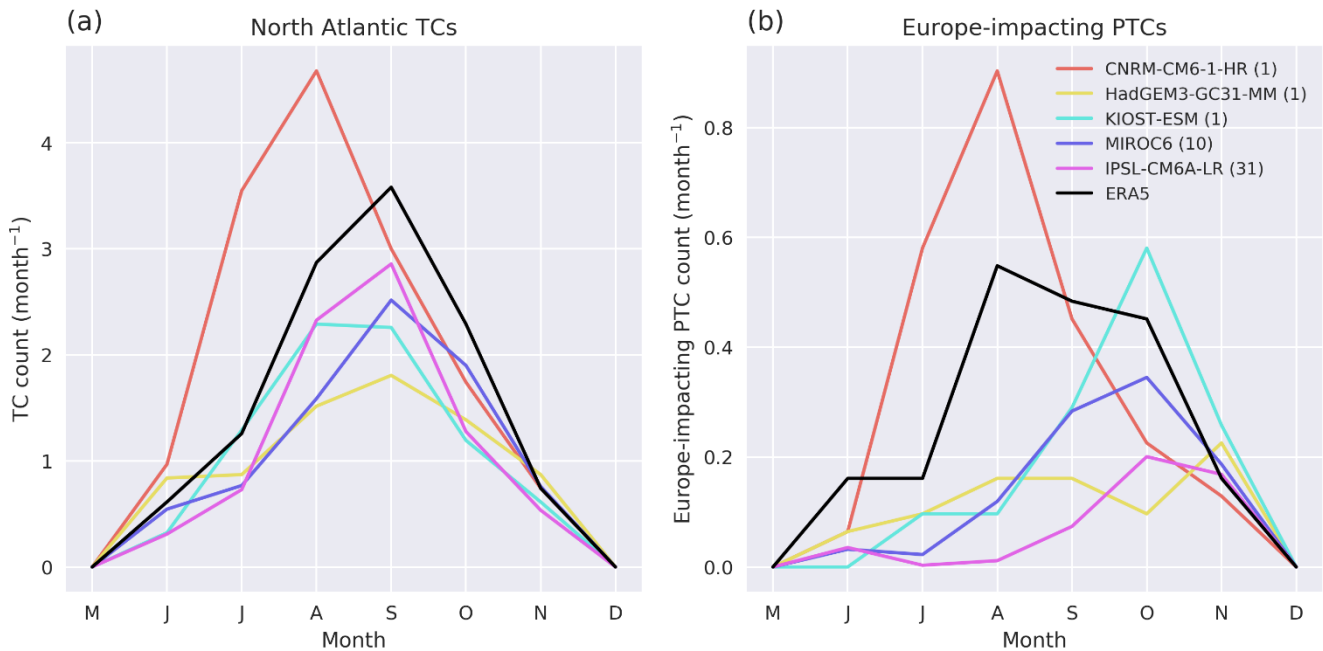 (a)
North Atlantic TCs
TC count (month⁻¹)
4
3
2
1
0
M J J A S O N D
Month
(b)
Europe-impacting PTCs
Europe-impacting PTC count (month⁻¹)
CNRM-CM6-1-HR (1)
HadGEM3-GC31-MM (1)
KIOST-ESM (1)
MIROC6 (10)
IPSL-CM6A-LR (31)
ERA5
0.8
0.6
0.4
0.2
0.0
M J J A S O N D
Month